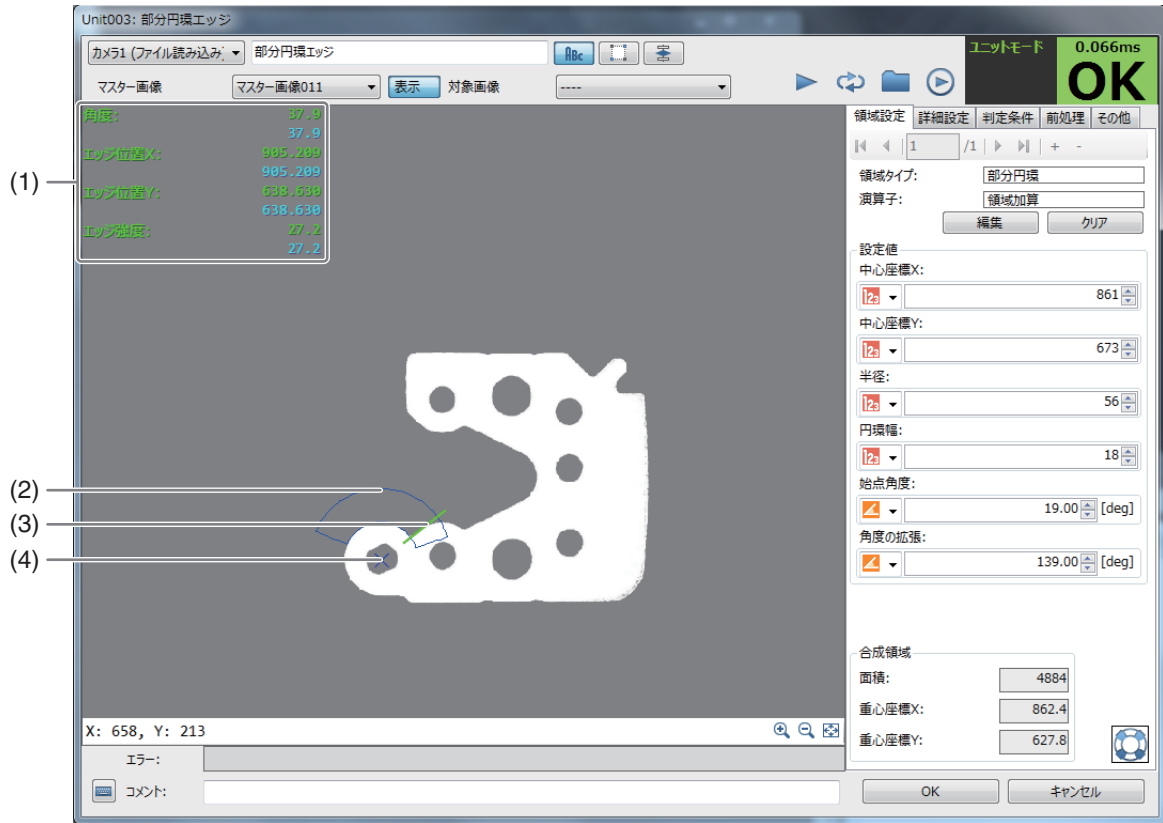 Unit003: 部分円環エッジ
カメラ1 (ファイル読み込み; 部分円環エッジ ABc
ユニットモード 0.066ms
OK
マスター画像 マスター画像011 表示 対象画像 ----
(1)
角度: 37.9
37.9
エッジ位置X: 905.209
905.209
エッジ位置Y: 638.630
638.630
エッジ強度: 27.2
27.2
(2)
(3)
(4)
X: 658, Y: 213
エラー:
コメント:
領域設定 詳細設定 判定条件 前処理 その他
1 /1 + -
領域タイプ: 部分円環
演算子: 領域加算
編集 クリア
設定値
中心座標X:
123 861
中心座標Y:
123 673
半径:
123 56
円環幅:
123 18
始点角度:
19.00 [deg]
角度の拡張:
139.00 [deg]
合成領域
面積: 4884
重心座標X: 862.4
重心座標Y: 627.8
OK キャンセル